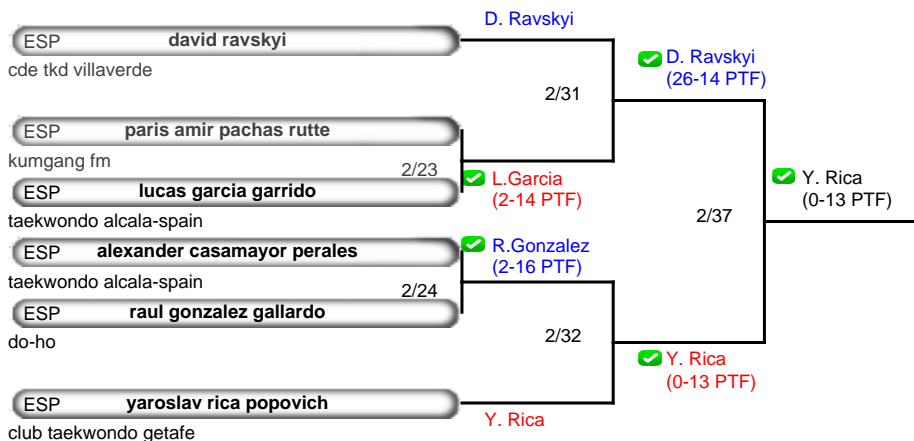 D. Ravskyi
ESP david ravskyi
cde tkd villaverde
D. Ravskyi
(26-14 PTF)
2/31
ESP paris amir pachas rutte
kumgang fm
2/23
L.Garcia
(2-14 PTF)
ESP lucas garcia garrido
taekwondo alcala-spain
Y. Rica
(0-13 PTF)
2/37
ESP alexander casamayor perales
taekwondo alcala-spain
R.Gonzalez
(2-16 PTF)
2/24
ESP raul gonzalez gallardo
do-ho
2/32
Y. Rica
(0-13 PTF)
ESP yaroslav rica popovich
club taekwondo getafe
Y. Rica